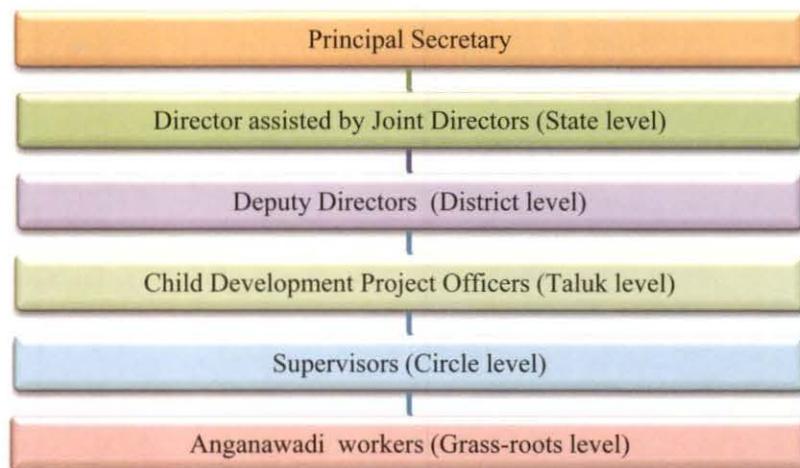 Principal Secretary
Director assisted by Joint Directors (State level)
Deputy Directors (District level)
Child Development Project Officers (Taluk level)
Supervisors (Circle level)
Anganawadi workers (Grass-roots level)